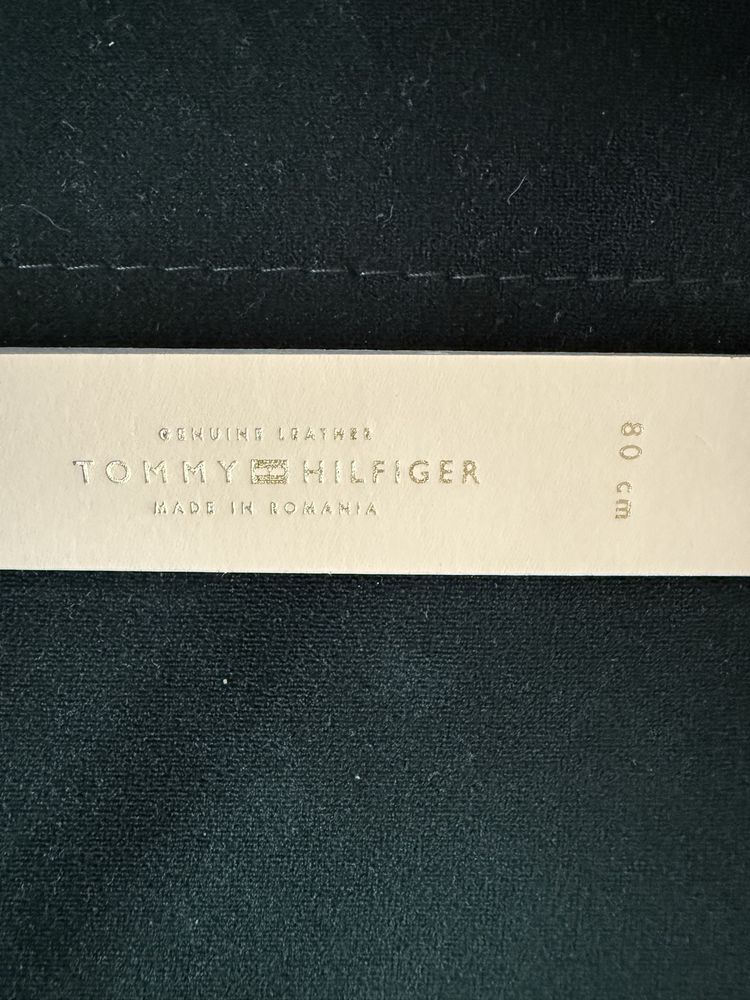 GENUINE LEATHER
TOMMY HILFIGER
MADE IN ROMANIA
80 cm